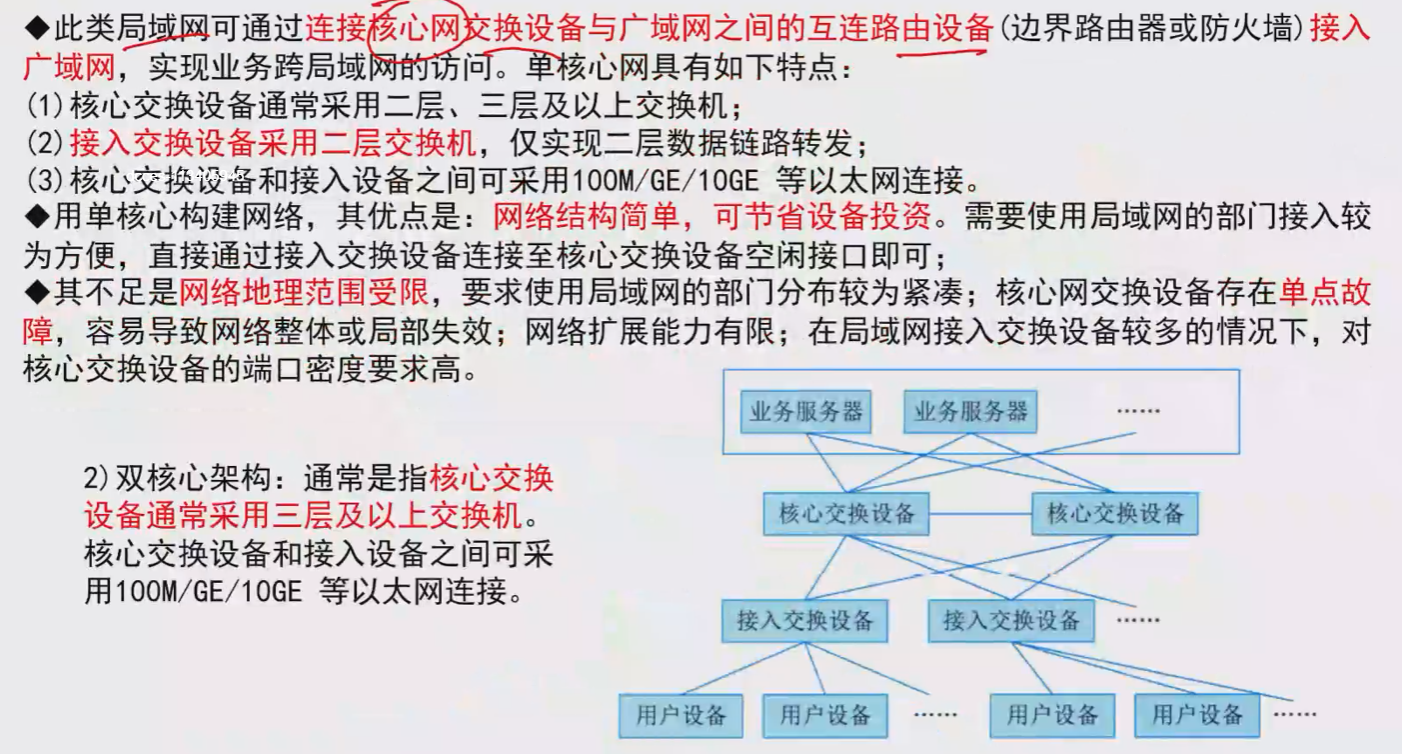 ◆此类局域网可通过连接核心网交换设备与广域网之间的互连路由设备(边界路由器或防火墙)接入
广域网，实现业务跨局域网的访问。单核心网具有如下特点：
(1)核心交换设备通常采用二层、三层及以上交换机；
(2)接入交换设备采用二层交换机，仅实现二层数据链路转发；
(3)核心交换设备和接入设备之间可采用100M/GE/10GE 等以太网连接。
◆用单核心构建网络，其优点是：网络结构简单，可节省设备投资。需要使用局域网的部门接入较
为方便，直接通过接入交换设备连接至核心交换设备空闲接口即可；
◆其不足是网络地理范围受限，要求使用局域网的部门分布较为紧凑；核心网交换设备存在单点故
障，容易导致网络整体或局部失效；网络扩展能力有限；在局域网接入交换设备较多的情况下，对
核心交换设备的端口密度要求高。
2)双核心架构：通常是指核心交换
设备通常采用三层及以上交换机。
核心交换设备和接入设备之间可采
用100M/GE/10GE 等以太网连接。
业务服务器 业务服务器 ……
核心交换设备 核心交换设备
接入交换设备 接入交换设备 ……
用户设备 用户设备 …… 用户设备 用户设备 ……